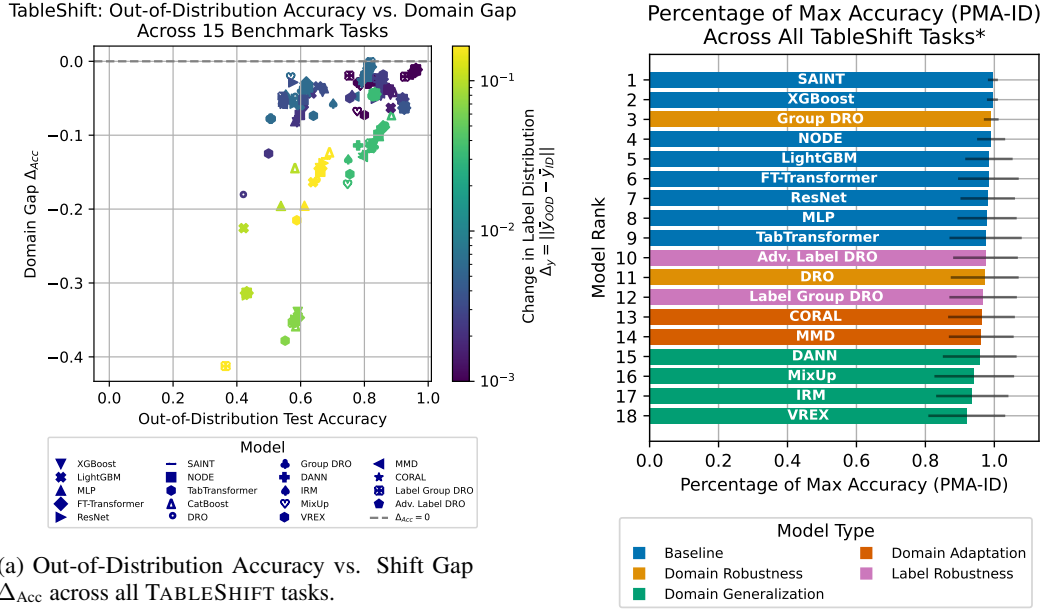 TableShift: Out-of-Distribution Accuracy vs. Domain Gap
Across 15 Benchmark Tasks
0.0
−0.1
−0.2
−0.3
−0.4
Domain Gap Δ_Acc
0.0
0.2
0.4
0.6
0.8
1.0
Out-of-Distribution Test Accuracy
10⁻¹
10⁻²
10⁻³
Change in Label Distribution
Δ_y = ||ȳ_OOD − ȳ_ID||
Model
XGBoost
LightGBM
MLP
FT-Transformer
ResNet
SAINT
NODE
TabTransformer
CatBoost
DRO
Group DRO
DANN
IRM
MixUp
VREX
MMD
CORAL
Label Group DRO
Adv. Label DRO
Δ_Acc = 0
(a) Out-of-Distribution Accuracy vs. Shift Gap
Δ_Acc across all TABLESHIFT tasks.
Percentage of Max Accuracy (PMA-ID)
Across All TableShift Tasks*
Model Rank
1 SAINT
2 XGBoost
3 Group DRO
4 NODE
5 LightGBM
6 FT-Transformer
7 ResNet
8 MLP
9 TabTransformer
10 Adv. Label DRO
11 DRO
12 Label Group DRO
13 CORAL
14 MMD
15 DANN
16 MixUp
17 IRM
18 VREX
0.0
0.2
0.4
0.6
0.8
1.0
Percentage of Max Accuracy (PMA-ID)
Model Type
Baseline
Domain Robustness
Domain Generalization
Domain Adaptation
Label Robustness